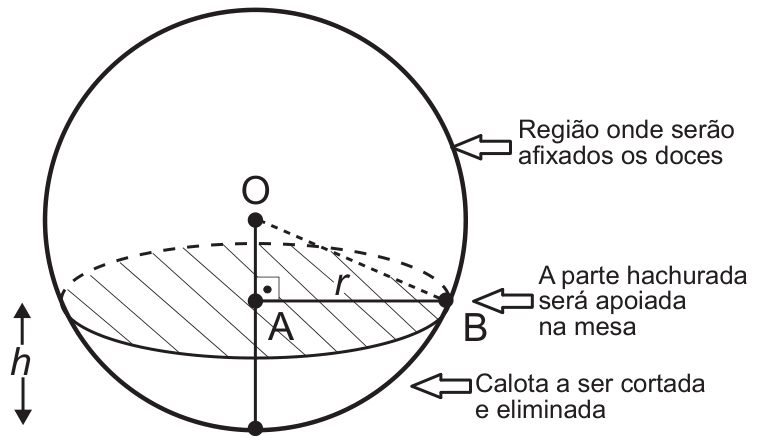 Região onde serão
afixados os doces
O
A parte hachurada
será apoiada
na mesa
r
A
B
h
Calota a ser cortada
e eliminada